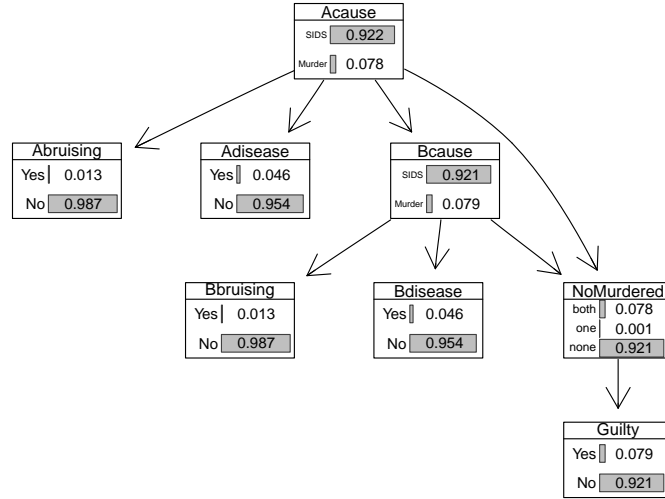 Acause
SIDS 0.922
Murder 0.078
Abruising
Yes 0.013
No 0.987
Adisease
Yes 0.046
No 0.954
Bcause
SIDS 0.921
Murder 0.079
Bbruising
Yes 0.013
No 0.987
Bdisease
Yes 0.046
No 0.954
NoMurdered
both 0.078
one 0.001
none 0.921
Guilty
Yes 0.079
No 0.921